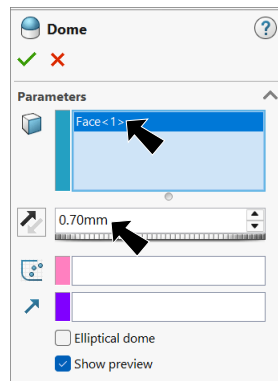 Dome
?
Parameters
Face<1>
0.70mm
Elliptical dome
Show preview